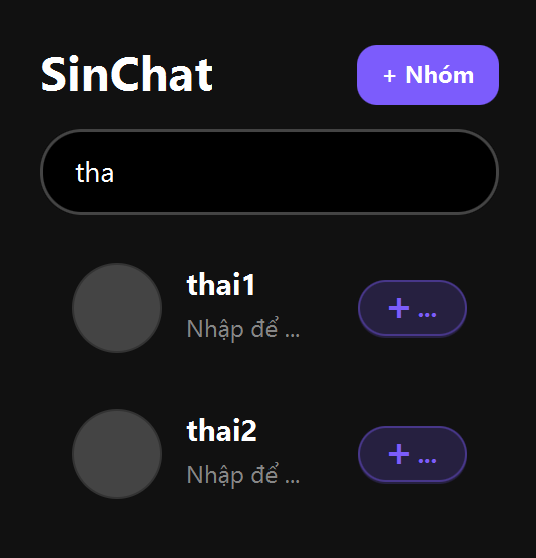 SinChat
+ Nhóm
tha
thai1
Nhập để ...
+ ...
thai2
Nhập để ...
+ ...